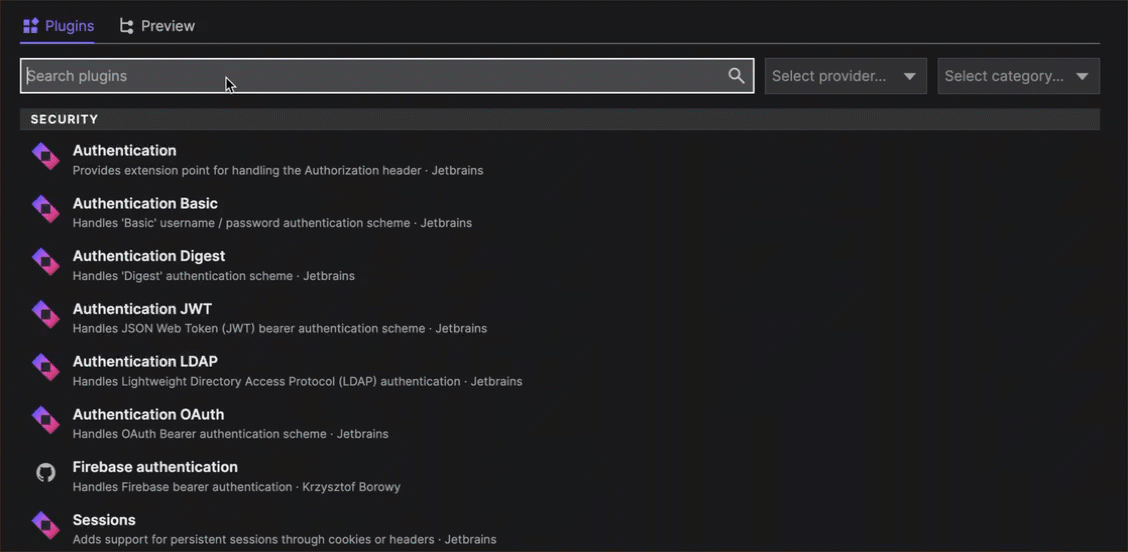 Plugins Preview
Search plugins Select provider... Select category...
SECURITY
Authentication
Provides extension point for handling the Authorization header · Jetbrains
Authentication Basic
Handles 'Basic' username / password authentication scheme · Jetbrains
Authentication Digest
Handles 'Digest' authentication scheme · Jetbrains
Authentication JWT
Handles JSON Web Token (JWT) bearer authentication scheme · Jetbrains
Authentication LDAP
Handles Lightweight Directory Access Protocol (LDAP) authentication · Jetbrains
Authentication OAuth
Handles OAuth Bearer authentication scheme · Jetbrains
Firebase authentication
Handles Firebase bearer authentication · Krzysztof Borowy
Sessions
Adds support for persistent sessions through cookies or headers · Jetbrains